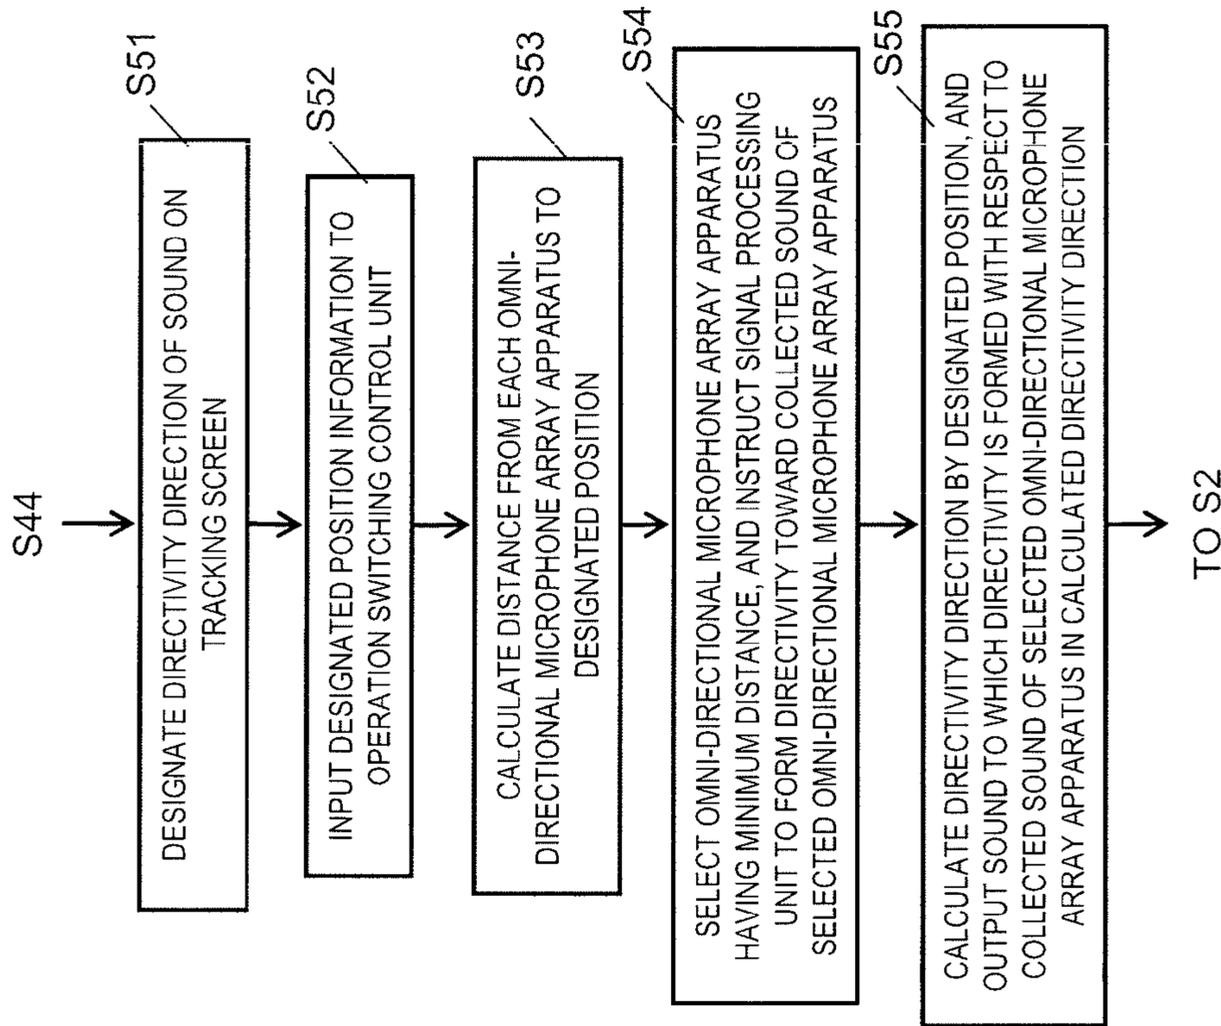 S44
S51
DESIGNATE DIRECTIVITY DIRECTION OF SOUND ON
TRACKING SCREEN
S52
INPUT DESIGNATED POSITION INFORMATION TO
OPERATION SWITCHING CONTROL UNIT
S53
CALCULATE DISTANCE FROM EACH OMNI-
DIRECTIONAL MICROPHONE ARRAY APPARATUS TO
DESIGNATED POSITION
S54
SELECT OMNI-DIRECTIONAL MICROPHONE ARRAY APPARATUS
HAVING MINIMUM DISTANCE, AND INSTRUCT SIGNAL PROCESSING
UNIT TO FORM DIRECTIVITY TOWARD COLLECTED SOUND OF
SELECTED OMNI-DIRECTIONAL MICROPHONE ARRAY APPARATUS
S55
CALCULATE DIRECTIVITY DIRECTION BY DESIGNATED POSITION, AND
OUTPUT SOUND TO WHICH DIRECTIVITY IS FORMED WITH RESPECT TO
COLLECTED SOUND OF SELECTED OMNI-DIRECTIONAL MICROPHONE
ARRAY APPARATUS IN CALCULATED DIRECTIVITY DIRECTION
TO S2